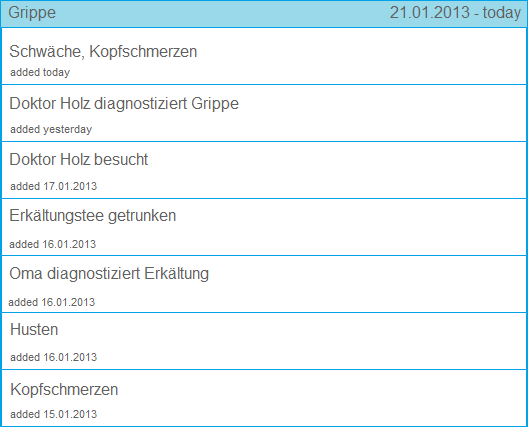 Grippe 21.01.2013 - today
Schwäche, Kopfschmerzen
added today
Doktor Holz diagnostiziert Grippe
added yesterday
Doktor Holz besucht
added 17.01.2013
Erkältungstee getrunken
added 16.01.2013
Oma diagnostiziert Erkältung
added 16.01.2013
Husten
added 16.01.2013
Kopfschmerzen
added 15.01.2013